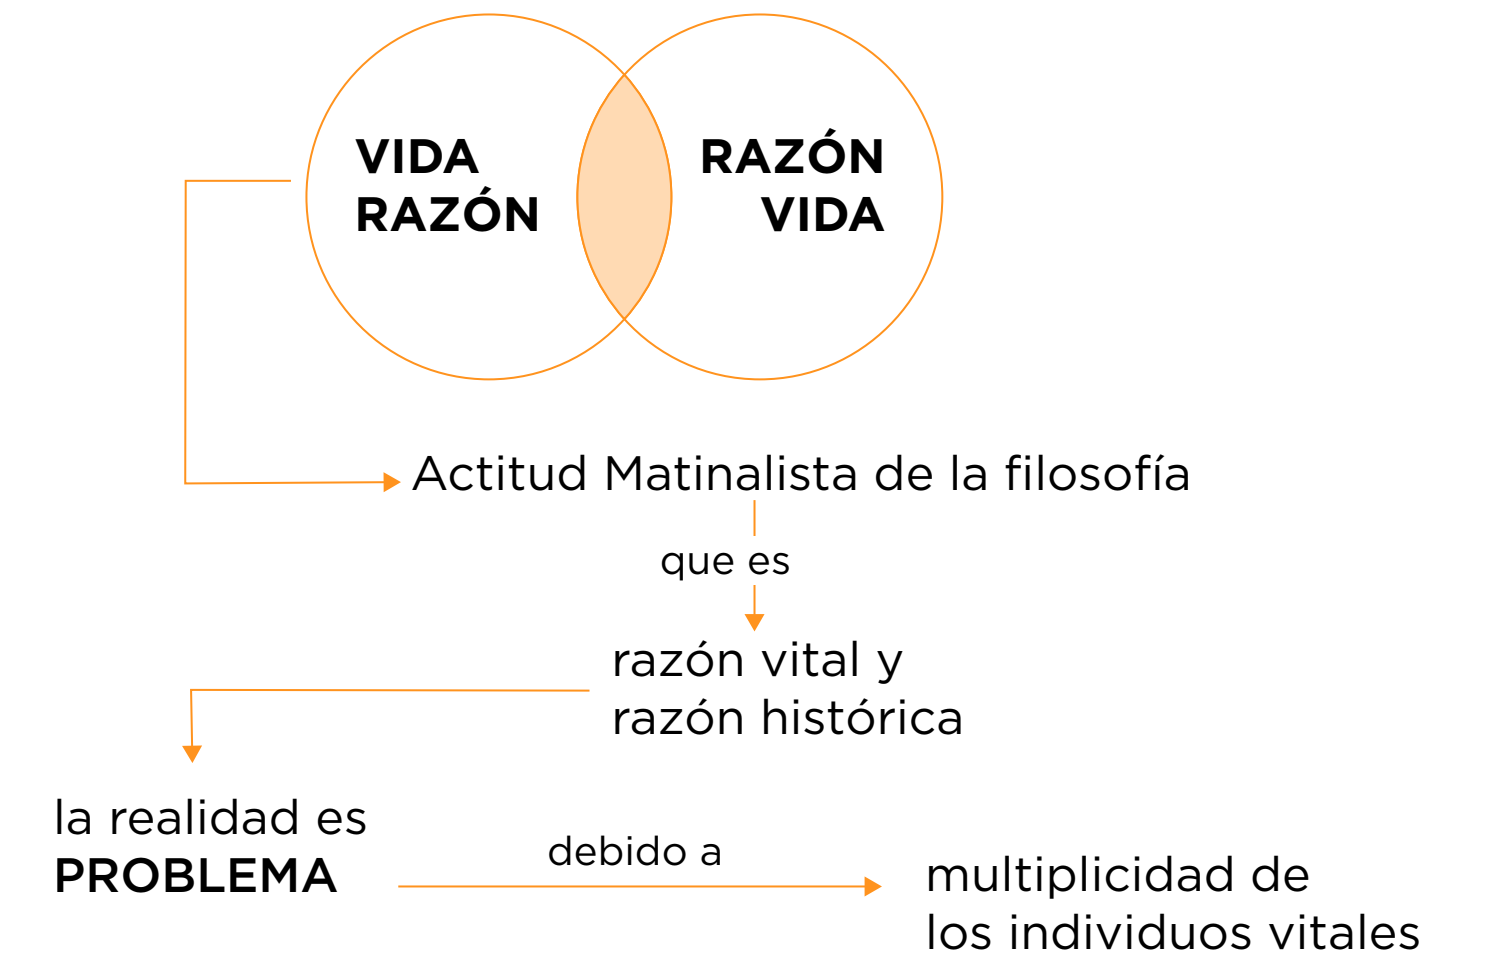 VIDA
RAZÓN
RAZÓN
VIDA
Actitud Matinalista de la filosofía
que es
razón vital y
razón histórica
la realidad es
PROBLEMA
debido a
multiplicidad de
los individuos vitales